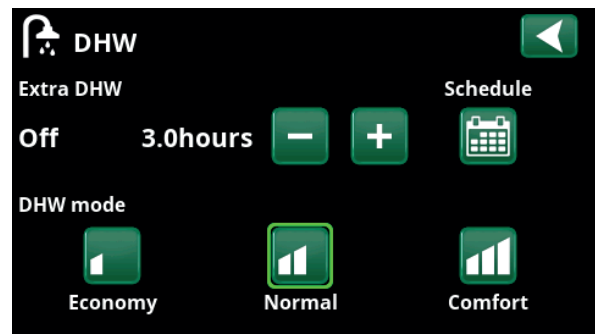 DHW
Extra DHW
Schedule
Off 3.0hours - +
DHW mode
Economy Normal Comfort